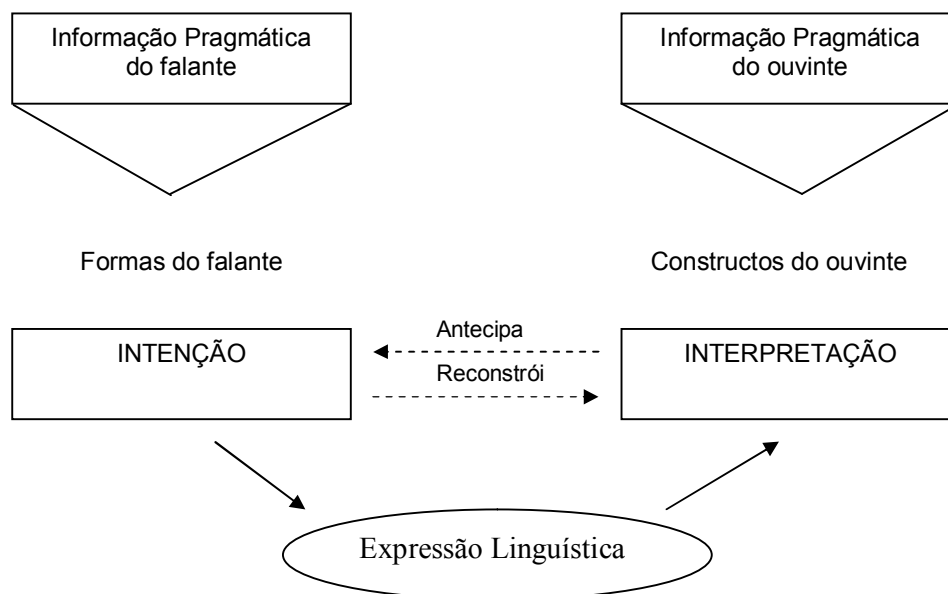 Informação Pragmática
do falante
Informação Pragmática
do ouvinte
Formas do falante
Constructos do ouvinte
INTENÇÃO
Antecipa
Reconstrói
INTERPRETAÇÃO
Expressão Linguística